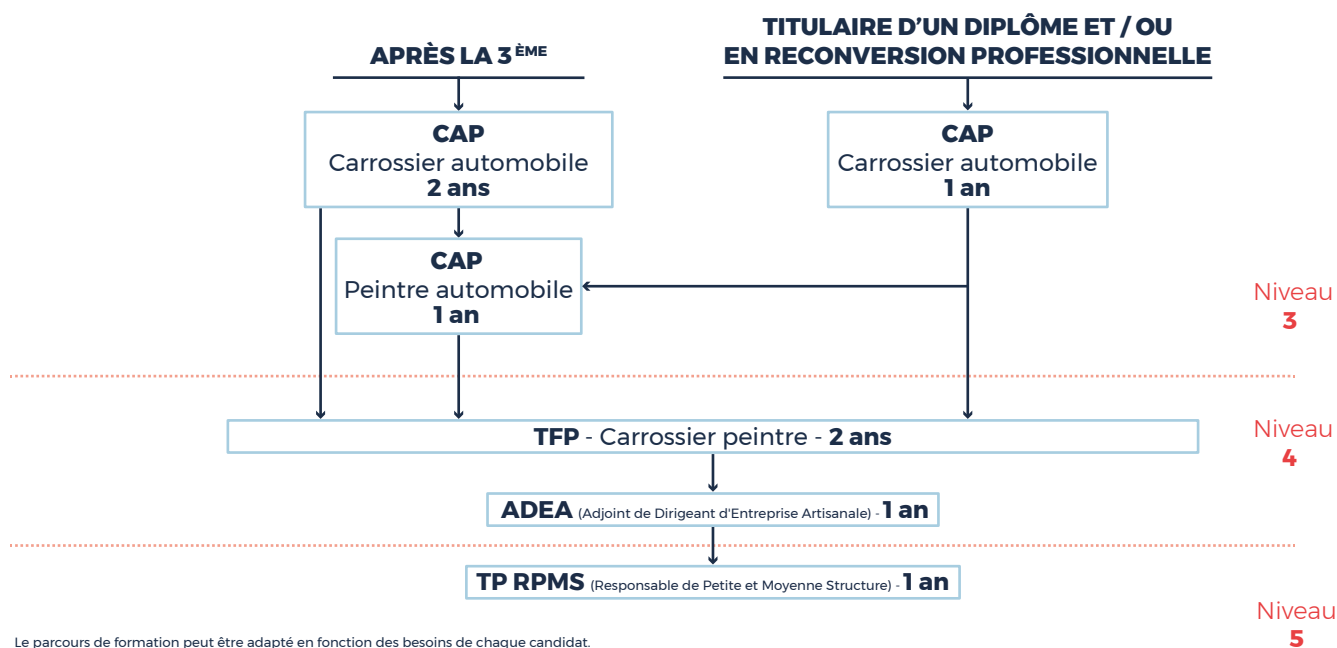 APRÈS LA 3ÈME
TITULAIRE D'UN DIPLÔME ET / OU
EN RECONVERSION PROFESSIONNELLE
CAP
Carrossier automobile
2 ans
CAP
Carrossier automobile
1 an
CAP
Peintre automobile
1 an
Niveau
3
TFP - Carrossier peintre - 2 ans
Niveau
4
ADEA (Adjoint de Dirigeant d'Entreprise Artisanale) - 1 an
TP RPMS (Responsable de Petite et Moyenne Structure) - 1 an
Niveau
5
Le parcours de formation peut être adapté en fonction des besoins de chaque candidat.